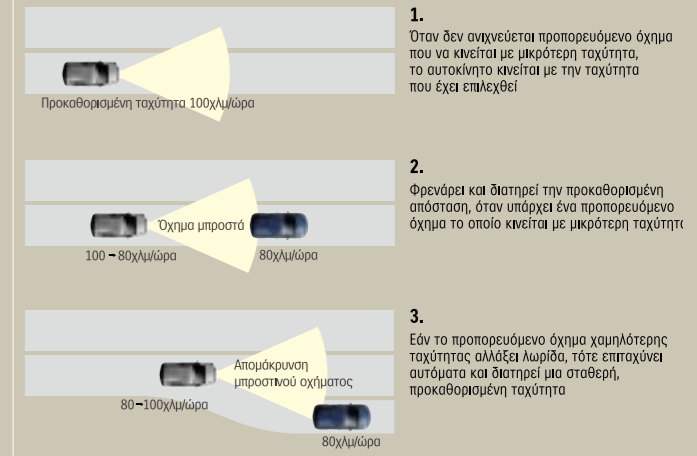 1.
Όταν δεν ανιχνεύεται προπορευόμενο όχημα
που να κινείται με μικρότερη ταχύτητα,
το αυτοκίνητο κινείται με την ταχύτητα
που έχει επιλεχθεί
Προκαθορισμένη ταχύτητα 100χλμ/ώρα
2.
Φρενάρει και διατηρεί την προκαθορισμένη
απόσταση, όταν υπάρχει ένα προπορευόμενο
όχημα το οποίο κινείται με μικρότερη ταχύτητα
Όχημα μπροστά
100 → 80χλμ/ώρα
80χλμ/ώρα
3.
Εάν το προπορευόμενο όχημα χαμηλότερης
ταχύτητας αλλάξει λωρίδα, τότε επιταχύνει
αυτόματα και διατηρεί μια σταθερή,
προκαθορισμένη ταχύτητα
Απομάκρυνση
μπροστινού οχήματος
80→100χλμ/ώρα
80χλμ/ώρα